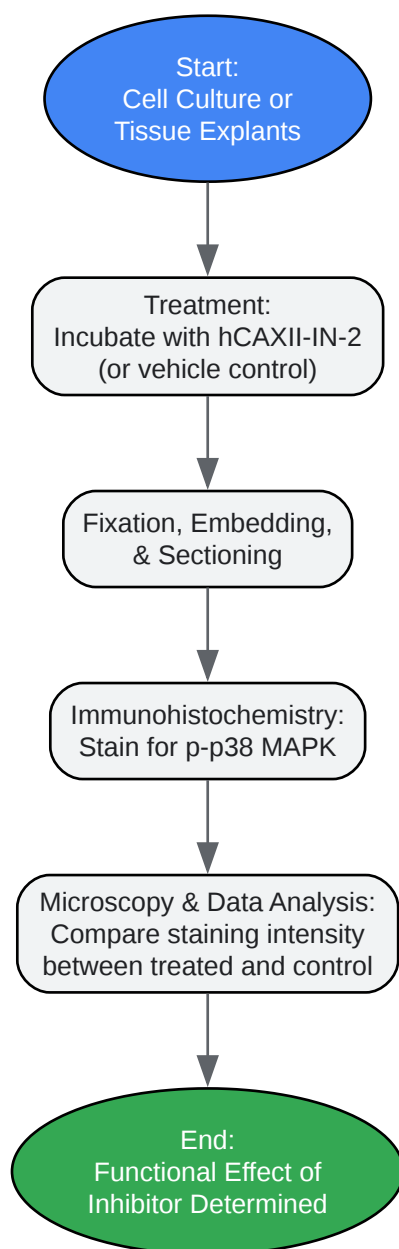 Start:
Cell Culture or
Tissue Explants
Treatment:
Incubate with hCAXII-IN-2
(or vehicle control)
Fixation, Embedding,
& Sectioning
Immunohistochemistry:
Stain for p-p38 MAPK
Microscopy & Data Analysis:
Compare staining intensity
between treated and control
End:
Functional Effect of
Inhibitor Determined